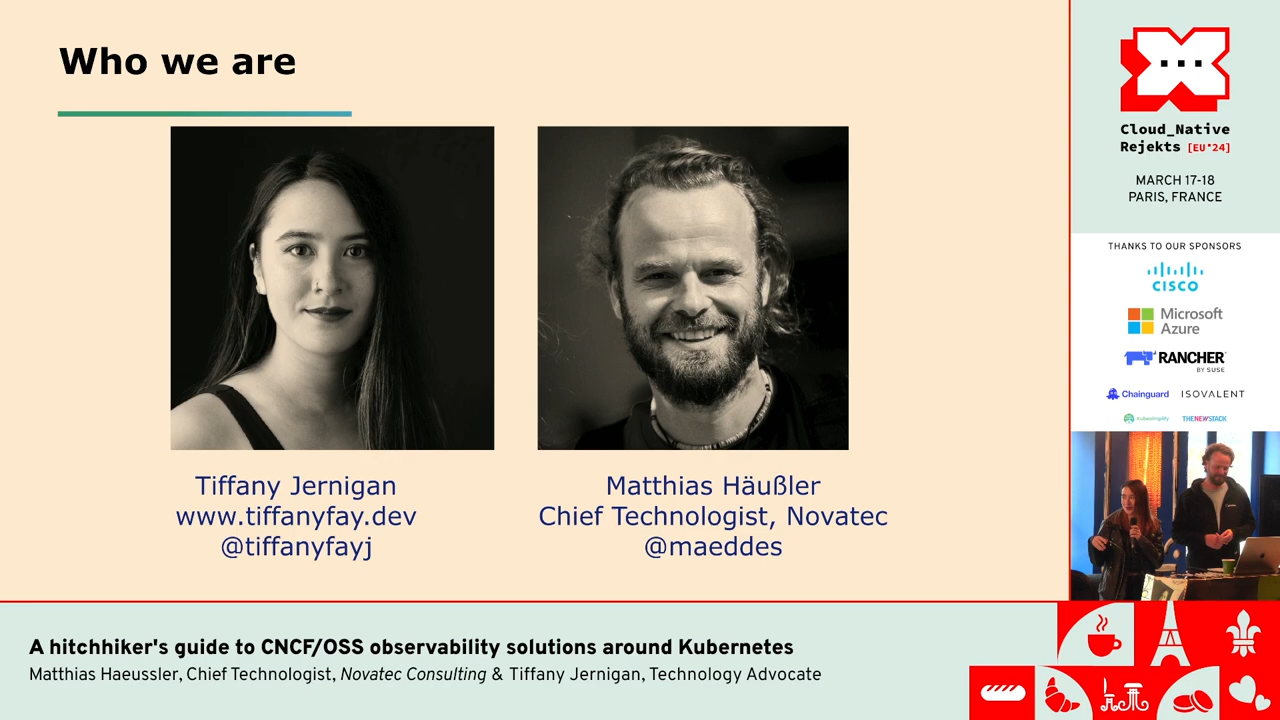 Who we are
Tiffany Jernigan
www.tiffanyfay.dev
@tiffanyfayj
Matthias Häußler
Chief Technologist, Novatec
@maeddes
Cloud_Native
Rejekts [EU'24]
MARCH 17-18
PARIS, FRANCE
THANKS TO OUR SPONSORS
CISCO
Microsoft
Azure
RANCHER
BY SUSE
Chainguard
ISOVALENT
Kubesimplify
THENEWSTACK
A hitchhiker's guide to CNCF/OSS observability solutions around Kubernetes
Matthias Haeussler, Chief Technologist, Novatec Consulting & Tiffany Jernigan, Technology Advocate